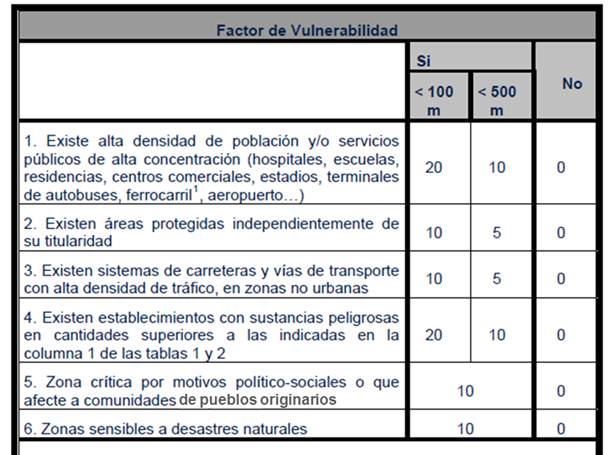 Factor de Vulnerabilidad
Si
No
< 100
m
< 500
m
1. Existe alta densidad de población y/o servicios
públicos de alta concentración (hospitales, escuelas,
residencias, centros comerciales, estadios, terminales
de autobuses, ferrocarril¹, aeropuerto…)
20
10
0
2. Existen áreas protegidas independientemente de
su titularidad
10
5
0
3. Existen sistemas de carreteras y vías de transporte
con alta densidad de tráfico, en zonas no urbanas
10
5
0
4. Existen establecimientos con sustancias peligrosas
en cantidades superiores a las indicadas en la
columna 1 de las tablas 1 y 2
20
10
0
5. Zona crítica por motivos político-sociales o que
afecte a comunidades de pueblos originarios
10
0
6. Zonas sensibles a desastres naturales
10
0